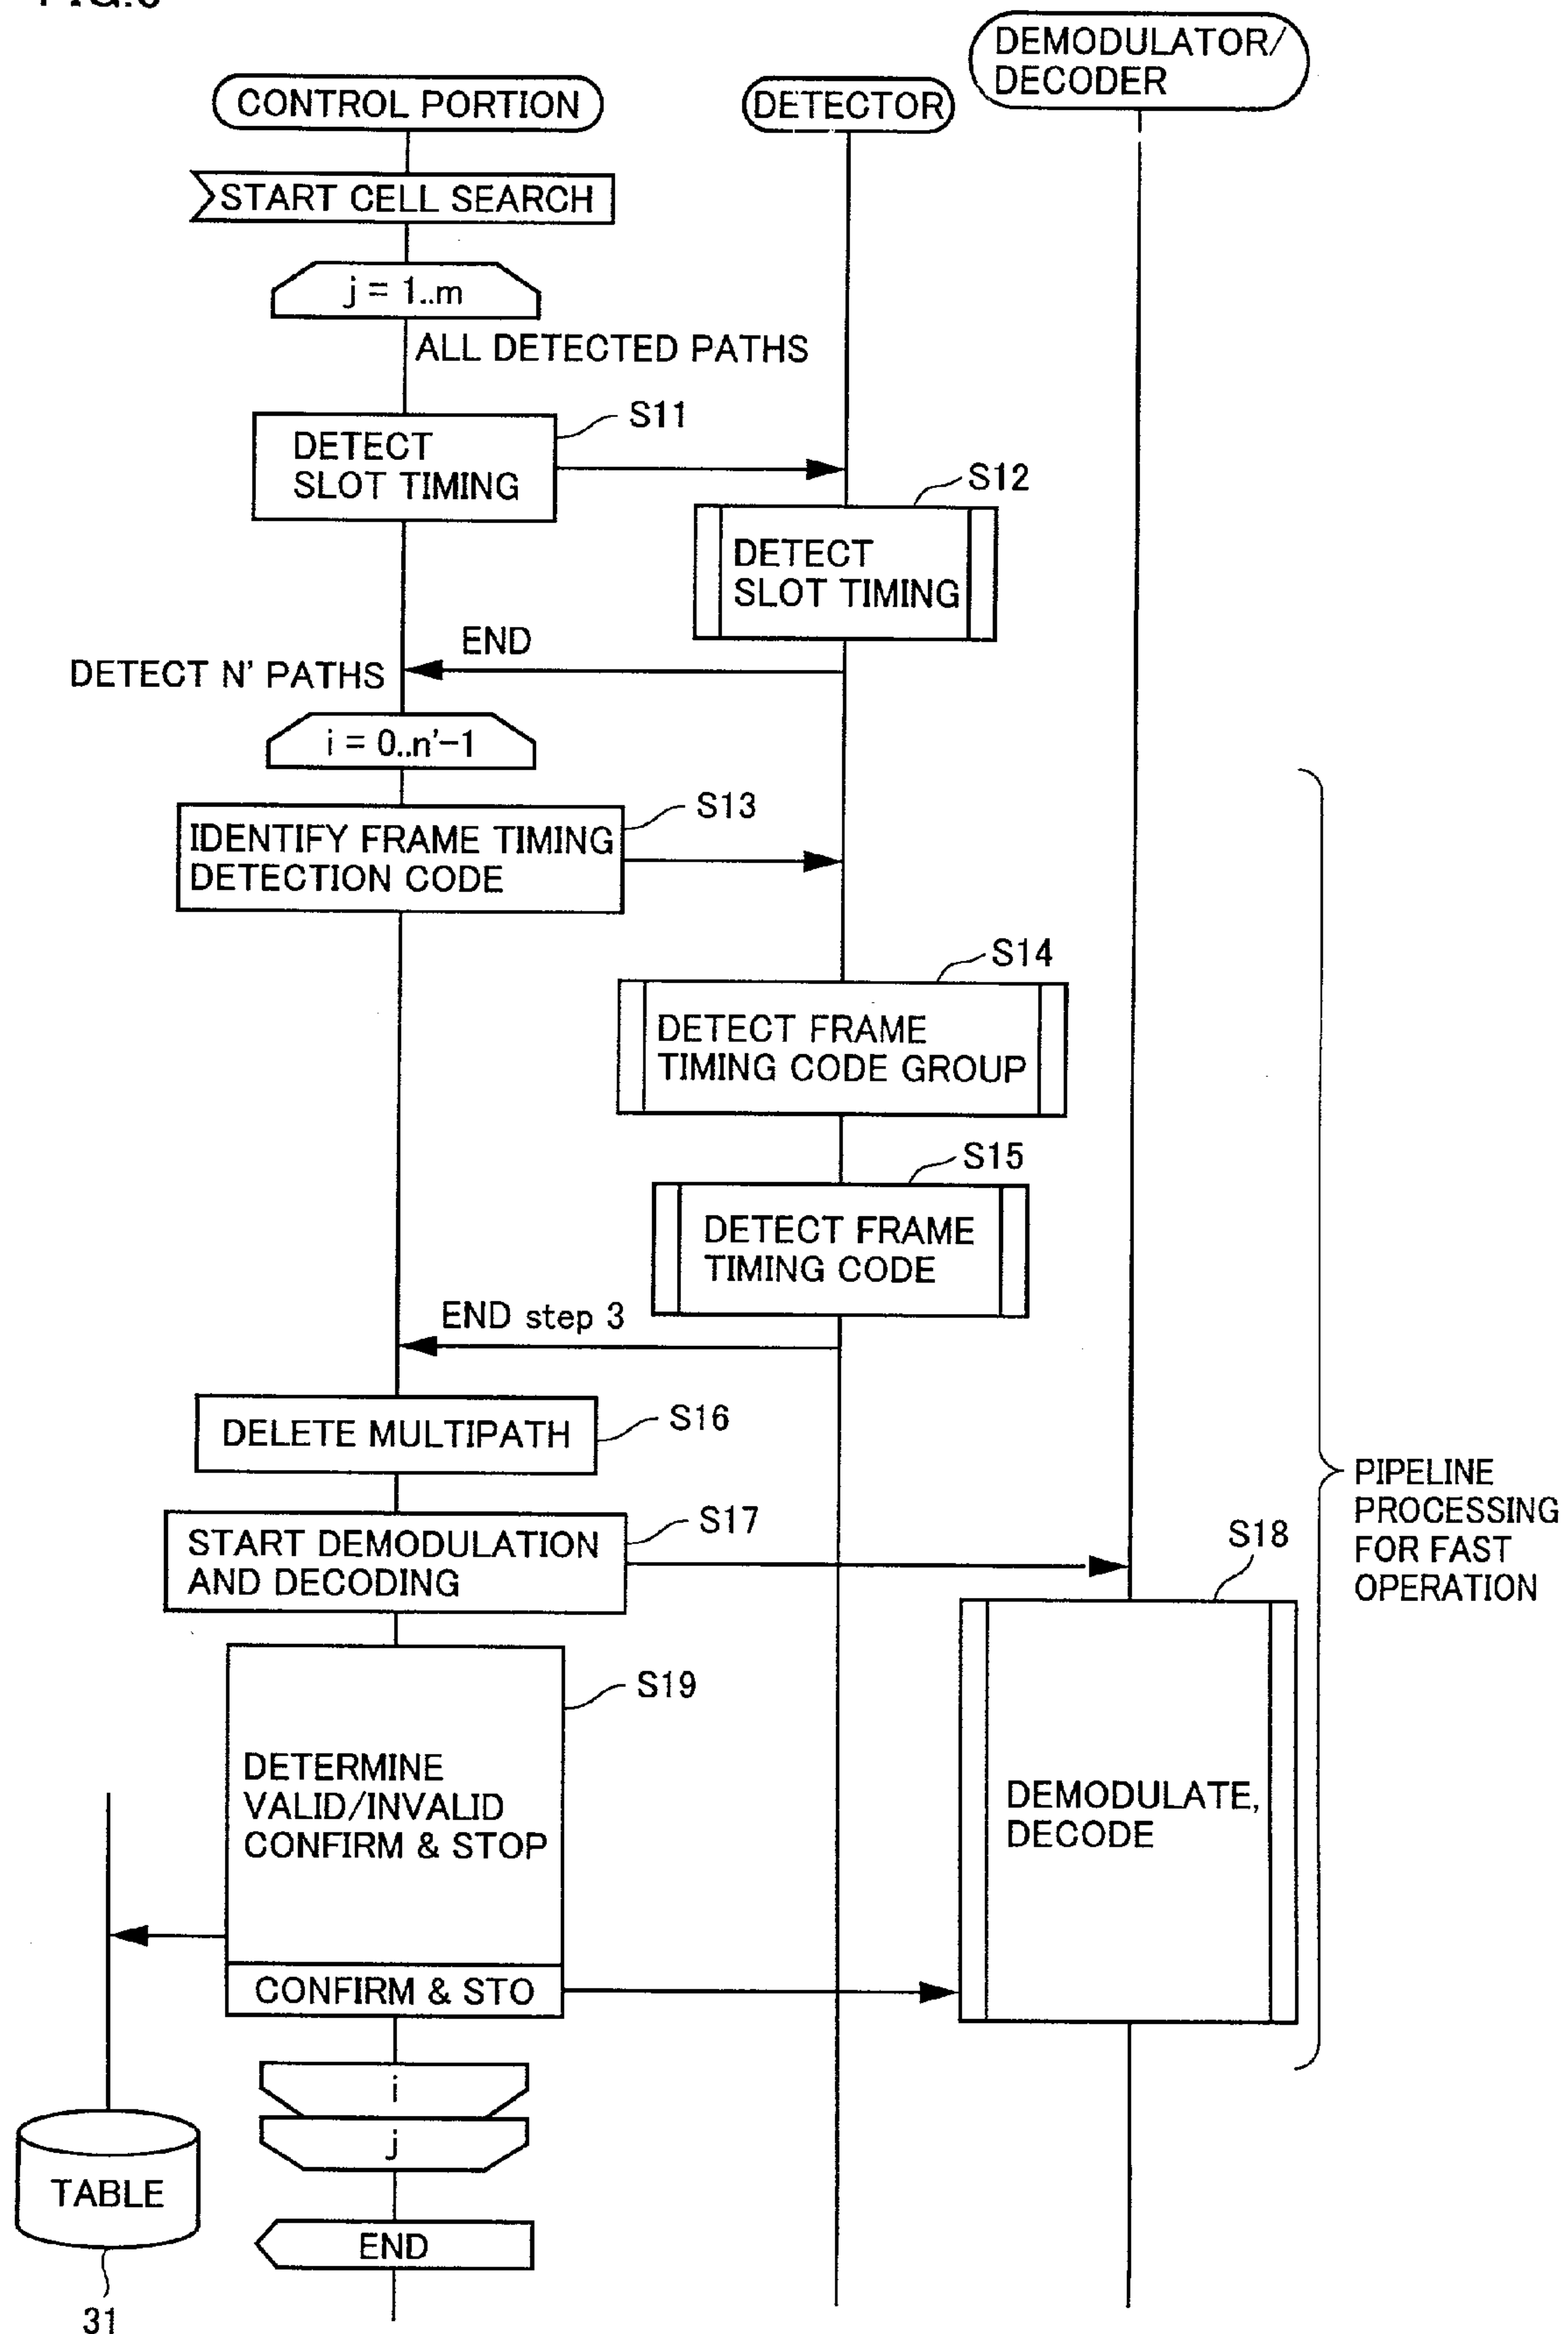 DEMODULATOR/
DECODER
CONTROL PORTION
DETECTOR
START CELL SEARCH
j = 1..m
ALL DETECTED PATHS
S11
DETECT
SLOT TIMING
S12
DETECT
SLOT TIMING
END
DETECT N' PATHS
i = 0..n'-1
S13
IDENTIFY FRAME TIMING
DETECTION CODE
S14
DETECT FRAME
TIMING CODE GROUP
S15
DETECT FRAME
TIMING CODE
END step 3
S16
DELETE MULTIPATH
S17
START DEMODULATION
AND DECODING
PIPELINE
PROCESSING
FOR FAST
OPERATION
S18
S19
DETERMINE
VALID/INVALID
CONFIRM & STOP
DEMODULATE,
DECODE
CONFIRM & STO
i
j
TABLE
END
31